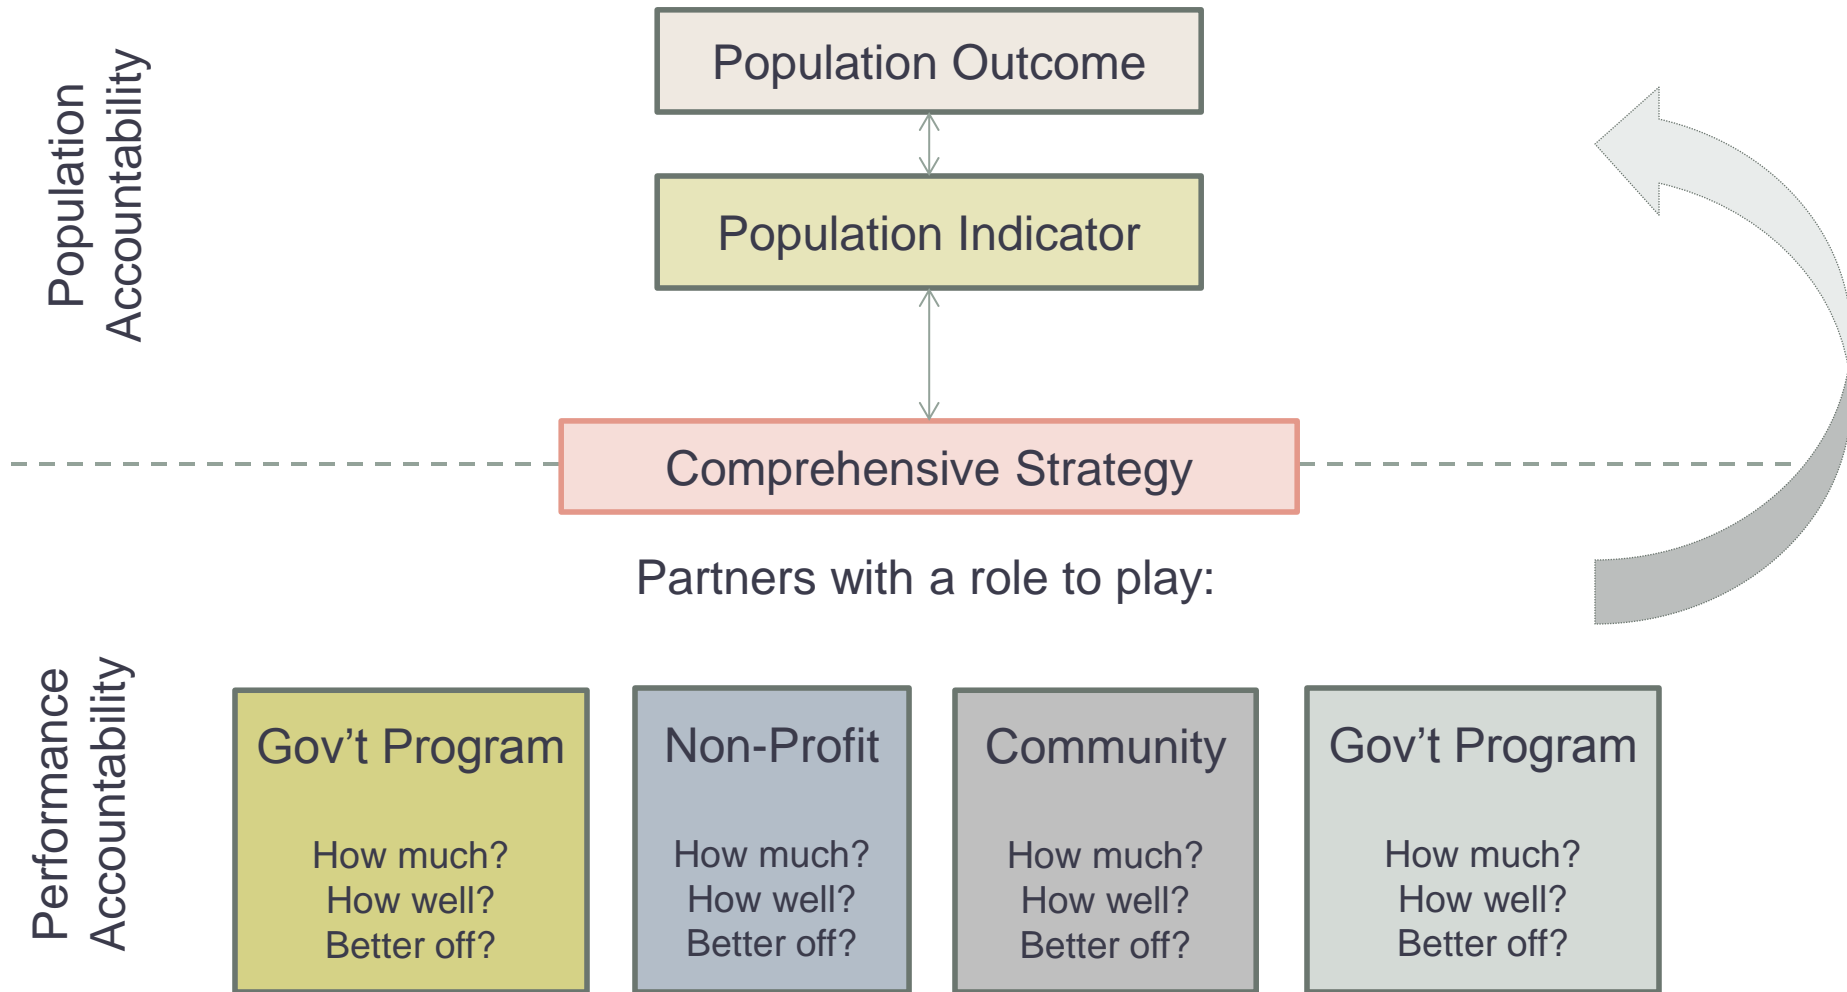 Population
Accountability
Population Outcome
Population Indicator
Comprehensive Strategy
Partners with a role to play:
Performance
Accountability
Gov't Program
How much?
How well?
Better off?
Non-Profit
How much?
How well?
Better off?
Community
How much?
How well?
Better off?
Gov't Program
How much?
How well?
Better off?